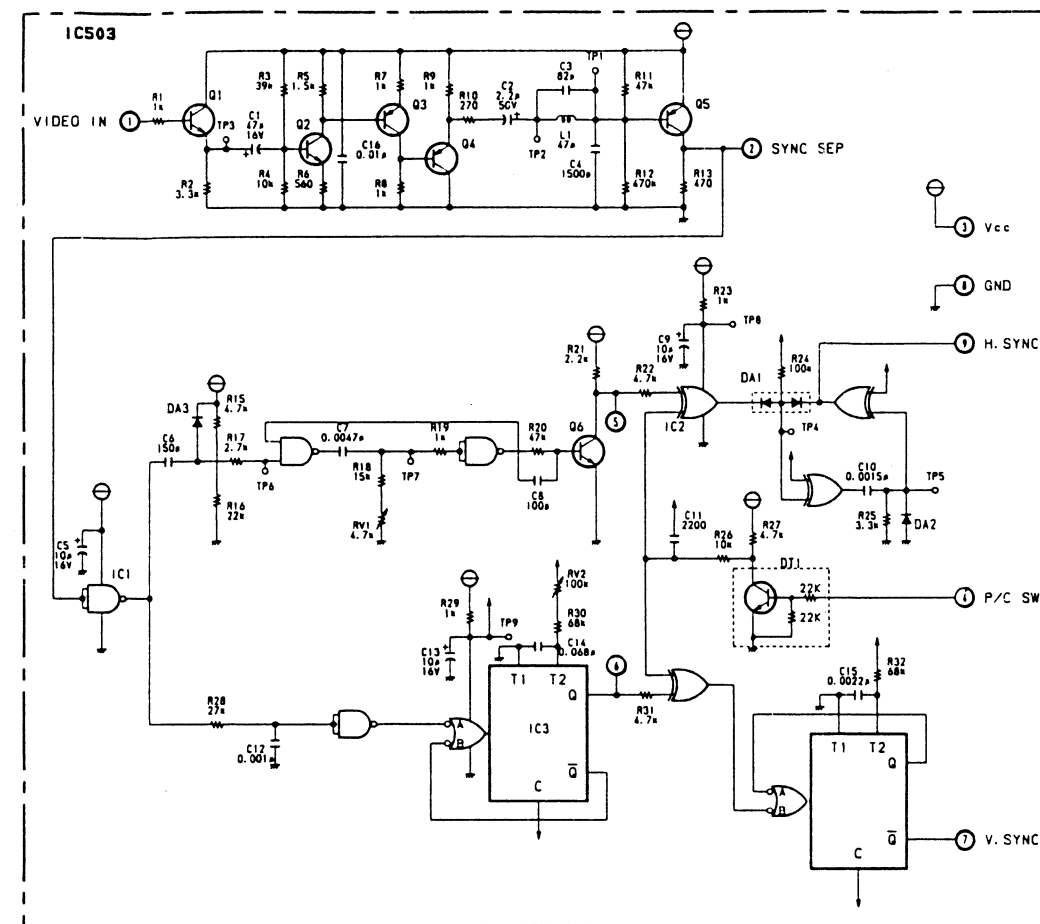 IC503
VIDEO IN
1
R1
1k
Q1
TP3
R2
3.3k
C1
47μ
16V
R3
39k
R4
10k
R5
1.5k
Q2
R6
560
C16
0.01μ
R7
1k
Q3
R8
1k
R9
1k
Q4
R10
270
C2
2.2μ
50V
C3
82p
TP1
TP2
L1
47μ
C4
1500p
R11
47k
R12
470k
Q5
R13
470
2
SYNC SEP
3
Vcc
8
GND
9
H.SYNC
R23
1k
C9
10μ
16V
TP8
R21
2.2k
R22
4.7k
5
IC2
DA1
R24
100k
TP4
C10
0.0015μ
TP5
R25
3.3k
DA2
DA3
R15
4.7k
C6
150p
R17
2.7k
TP6
R16
22k
C7
0.0047μ
R18
15k
RV1
4.7k
TP7
R19
1k
R20
47k
C8
100p
Q6
C5
10μ
16V
IC1
C11
2200
R26
10k
R27
4.7k
DT1
22K
22K
4
P/C SW
R29
1k
TP9
C13
10μ
16V
RV2
100k
R30
68k
C14
0.068μ
T1
T2
Q
IC3
Q̅
C
6
R31
4.7k
R28
27k
C12
0.001μ
A
B
C15
0.0022μ
R32
68k
T1
T2
Q
A
B
Q̅
C
7
V.SYNC